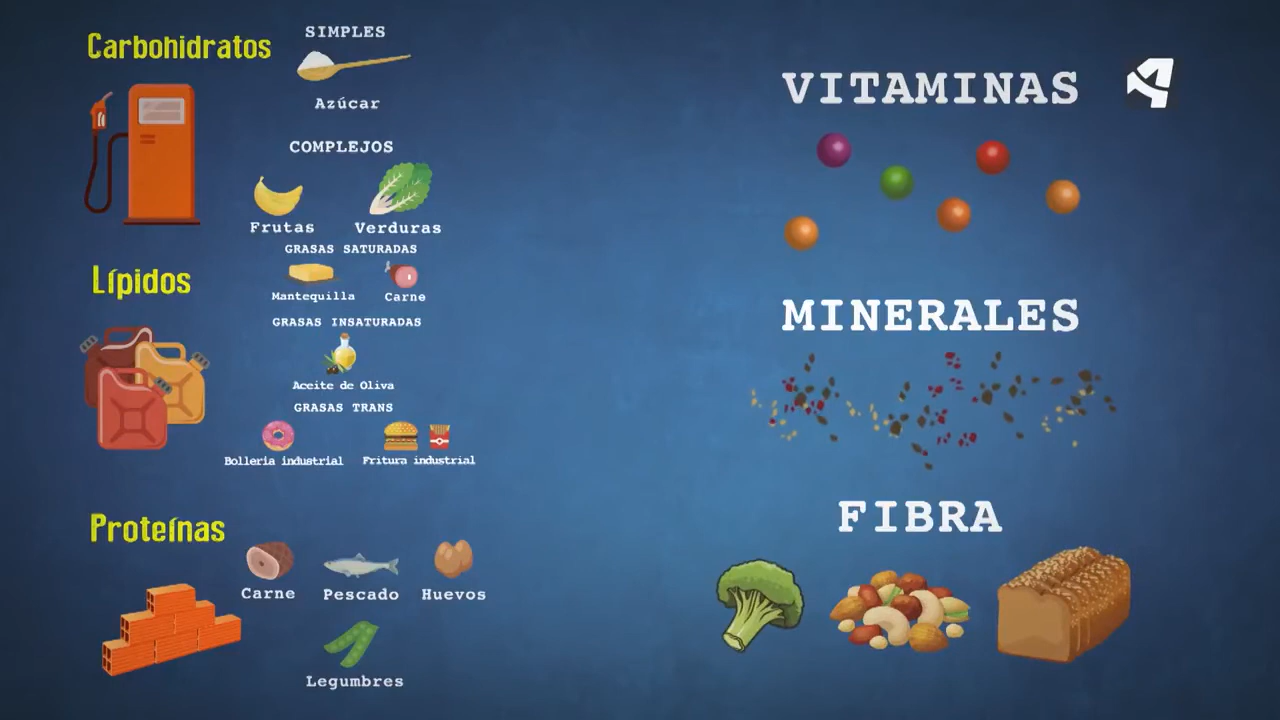 Carbohidratos
SIMPLES
Azúcar
COMPLEJOS
Frutas
Verduras
Lípidos
GRASAS SATURADAS
Mantequilla
Carne
GRASAS INSATURADAS
Aceite de Oliva
GRASAS TRANS
Bolleria industrial
Fritura industrial
Proteínas
Carne
Pescado
Huevos
Legumbres
VITAMINAS
MINERALES
FIBRA